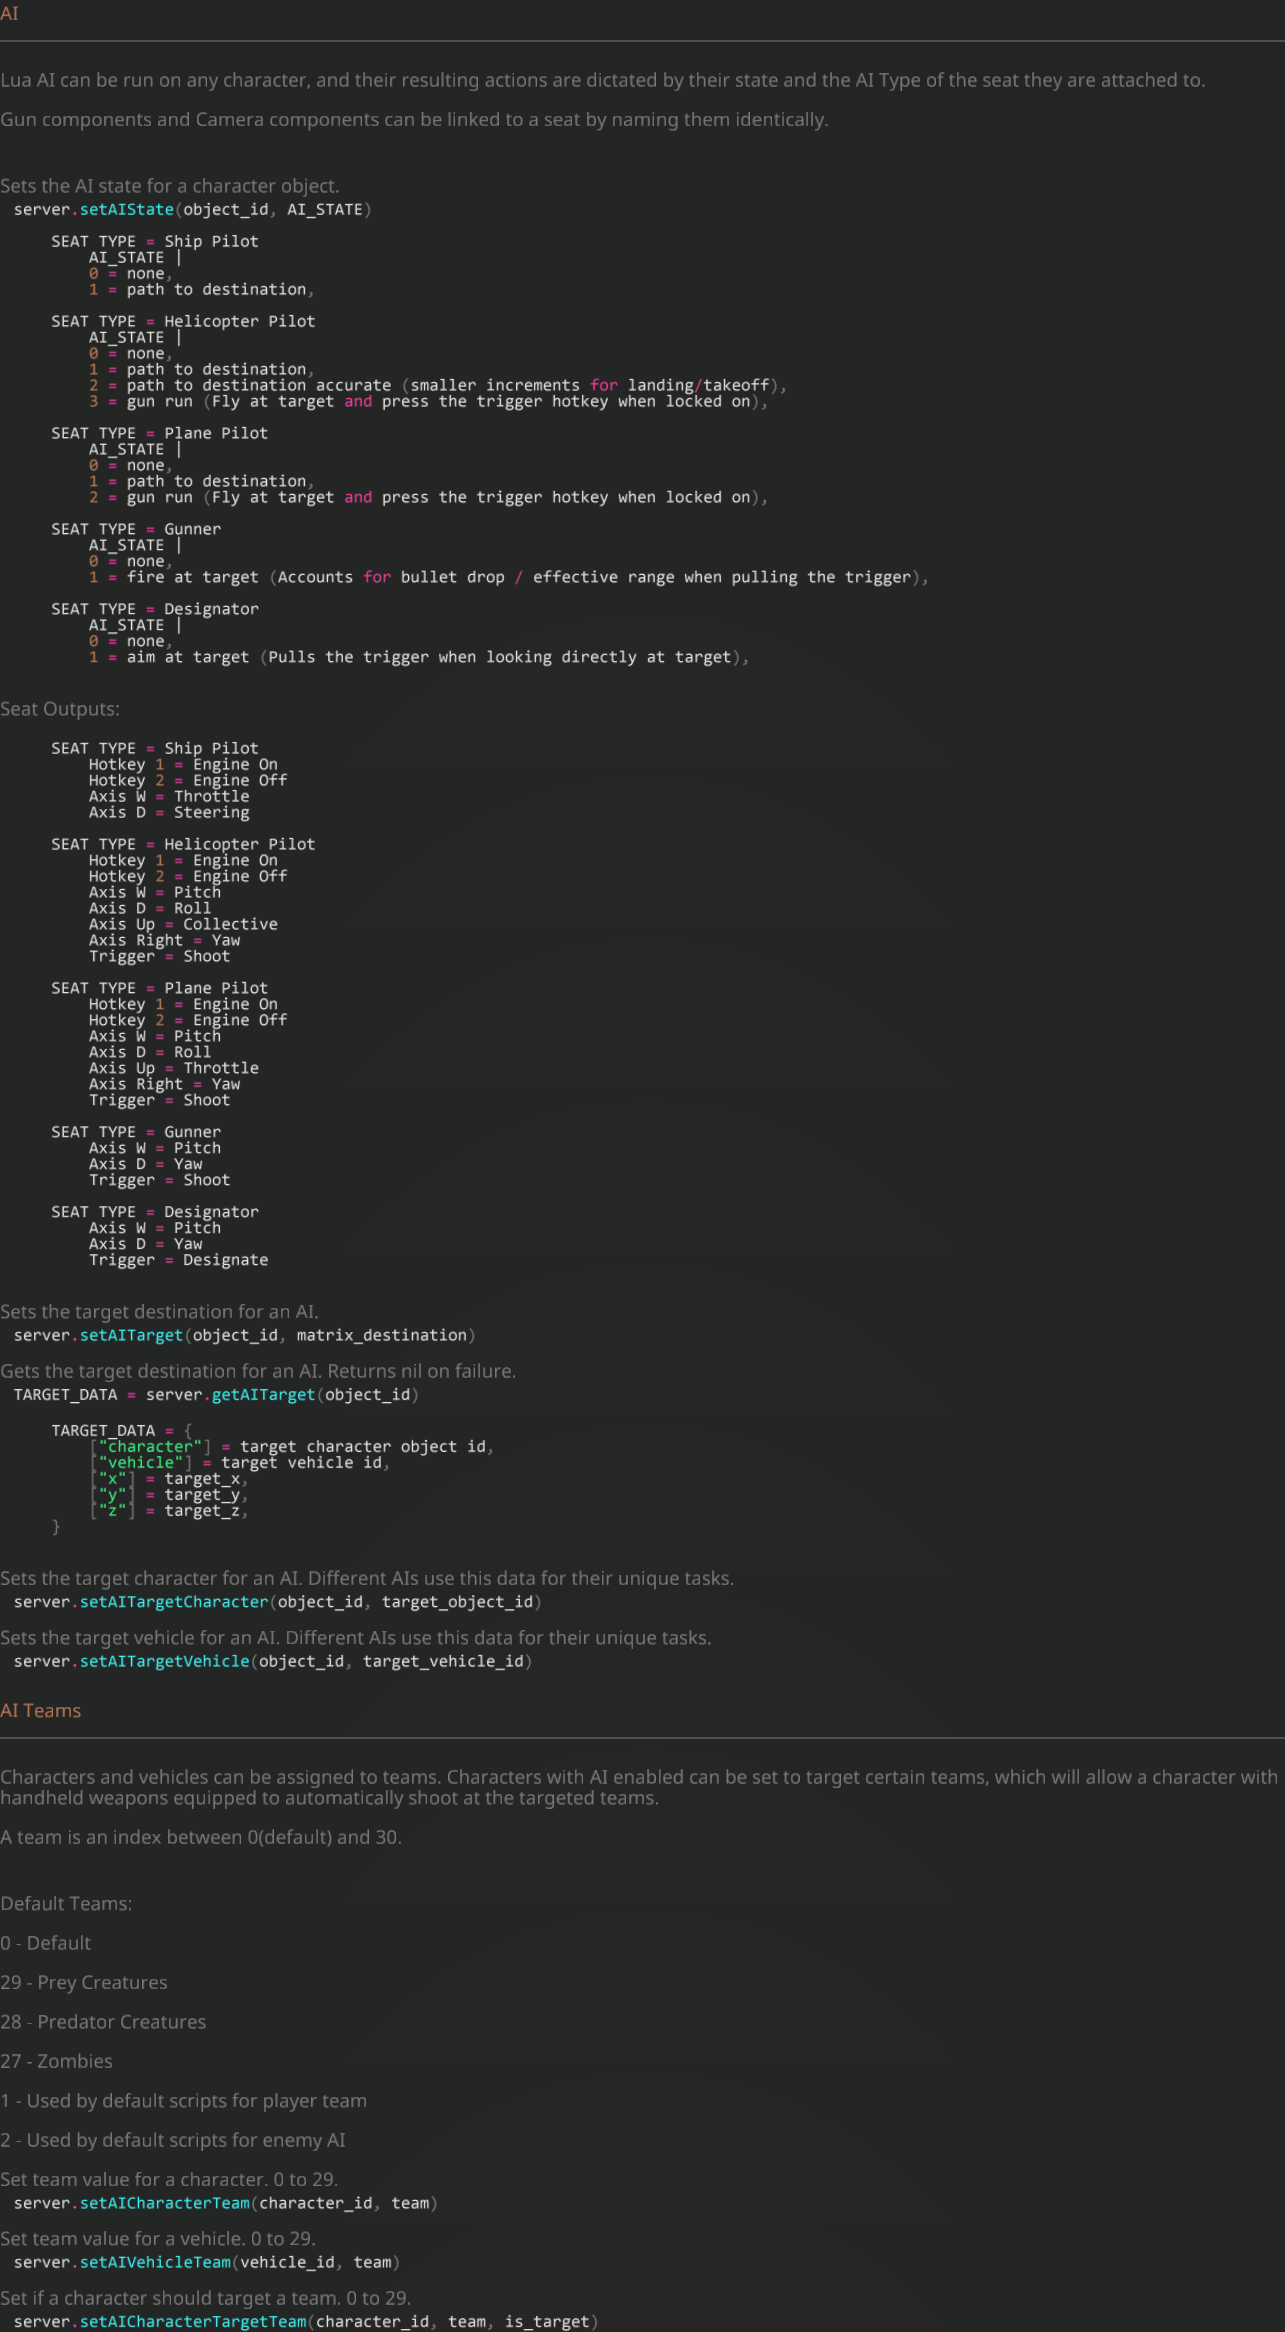 AI
Lua AI can be run on any character, and their resulting actions are dictated by their state and the AI Type of the seat they are attached to.
Gun components and Camera components can be linked to a seat by naming them identically.
Sets the AI state for a character object.
server.setAIState(object_id, AI_STATE)
SEAT TYPE = Ship Pilot
AI_STATE |
0 = none,
1 = path to destination,
SEAT TYPE = Helicopter Pilot
AI_STATE |
0 = none,
1 = path to destination,
2 = path to destination accurate (smaller increments for landing/takeoff),
3 = gun run (Fly at target and press the trigger hotkey when locked on),
SEAT TYPE = Plane Pilot
AI_STATE |
0 = none,
1 = path to destination,
2 = gun run (Fly at target and press the trigger hotkey when locked on),
SEAT TYPE = Gunner
AI_STATE |
0 = none,
1 = fire at target (Accounts for bullet drop / effective range when pulling the trigger),
SEAT TYPE = Designator
AI_STATE |
0 = none,
1 = aim at target (Pulls the trigger when looking directly at target),
Seat Outputs:
SEAT TYPE = Ship Pilot
Hotkey 1 = Engine On
Hotkey 2 = Engine Off
Axis W = Throttle
Axis D = Steering
SEAT TYPE = Helicopter Pilot
Hotkey 1 = Engine On
Hotkey 2 = Engine Off
Axis W = Pitch
Axis D = Roll
Axis Up = Collective
Axis Right = Yaw
Trigger = Shoot
SEAT TYPE = Plane Pilot
Hotkey 1 = Engine On
Hotkey 2 = Engine Off
Axis W = Pitch
Axis D = Roll
Axis Up = Throttle
Axis Right = Yaw
Trigger = Shoot
SEAT TYPE = Gunner
Axis W = Pitch
Axis D = Yaw
Trigger = Shoot
SEAT TYPE = Designator
Axis W = Pitch
Axis D = Yaw
Trigger = Designate
Sets the target destination for an AI.
server.setAITarget(object_id, matrix_destination)
Gets the target destination for an AI. Returns nil on failure.
TARGET_DATA = server.getAITarget(object_id)
TARGET_DATA = {
["character"] = target character object id,
["vehicle"] = target vehicle id,
["x"] = target_x,
["y"] = target_y,
["z"] = target_z,
}
Sets the target character for an AI. Different AIs use this data for their unique tasks.
server.setAITargetCharacter(object_id, target_object_id)
Sets the target vehicle for an AI. Different AIs use this data for their unique tasks.
server.setAITargetVehicle(object_id, target_vehicle_id)
AI Teams
Characters and vehicles can be assigned to teams. Characters with AI enabled can be set to target certain teams, which will allow a character with
handheld weapons equipped to automatically shoot at the targeted teams.
A team is an index between 0(default) and 30.
Default Teams:
0 - Default
29 - Prey Creatures
28 - Predator Creatures
27 - Zombies
1 - Used by default scripts for player team
2 - Used by default scripts for enemy AI
Set team value for a character. 0 to 29.
server.setAICharacterTeam(character_id, team)
Set team value for a vehicle. 0 to 29.
server.setAIVehicleTeam(vehicle_id, team)
Set if a character should target a team. 0 to 29.
server.setAICharacterTargetTeam(character_id, team, is_target)